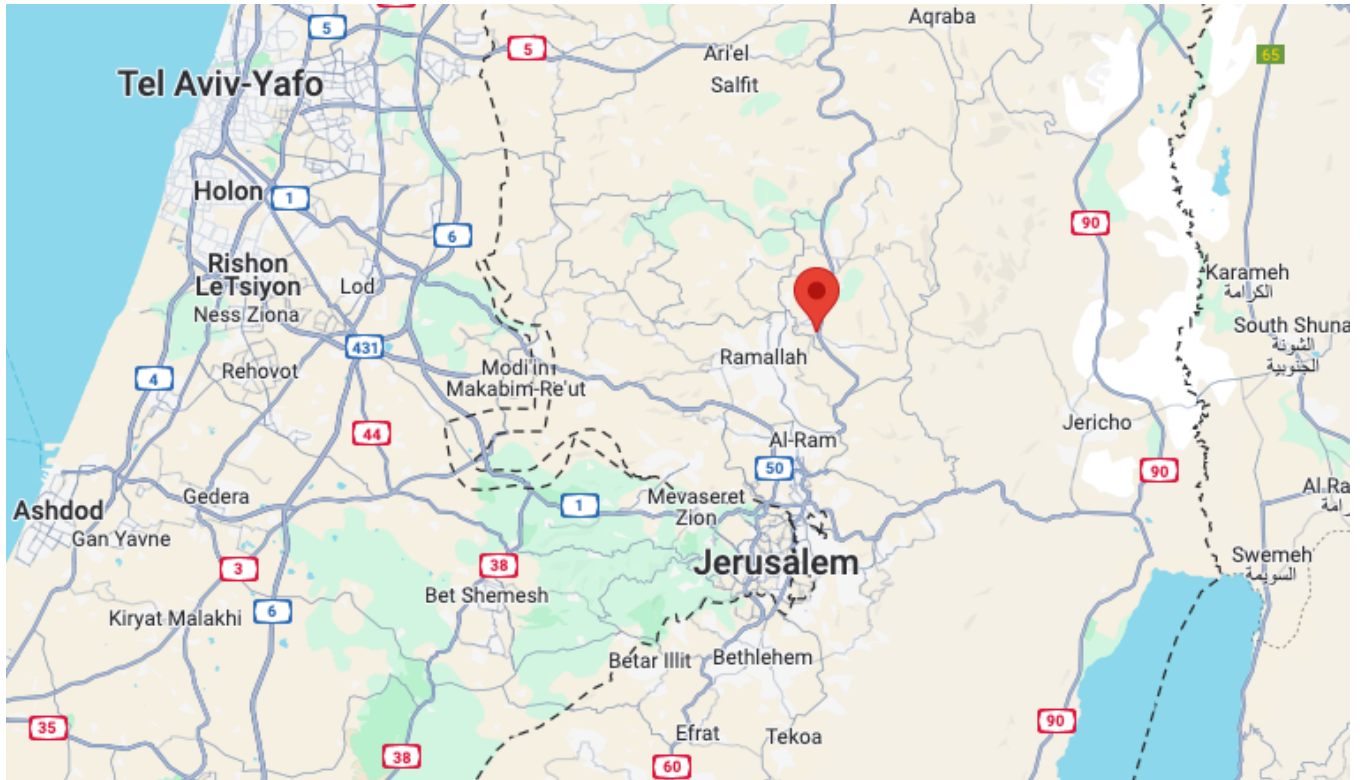 5
Aqraba
5
Ari'el
65
Tel Aviv-Yafo
Salfit
Holon
1
90
6
Rishon
LeTsiyon
Lod
Karameh
الكرامة
Ness Ziona
South Shuna
الشونة
الجنوبية
431
Ramallah
Rehovot
4
Modi'in
Makabim-Re'ut
Jericho
44
Al-Ram
50
90
Gedera
Mevaseret
Zion
1
Al Ra
Ashdod
Gan Yavne
3
38
Jerusalem
Swemeh
السويمة
Bet Shemesh
Kiryat Malakhi
6
Betar Illit
Bethlehem
35
90
Efrat
Tekoa
38
60